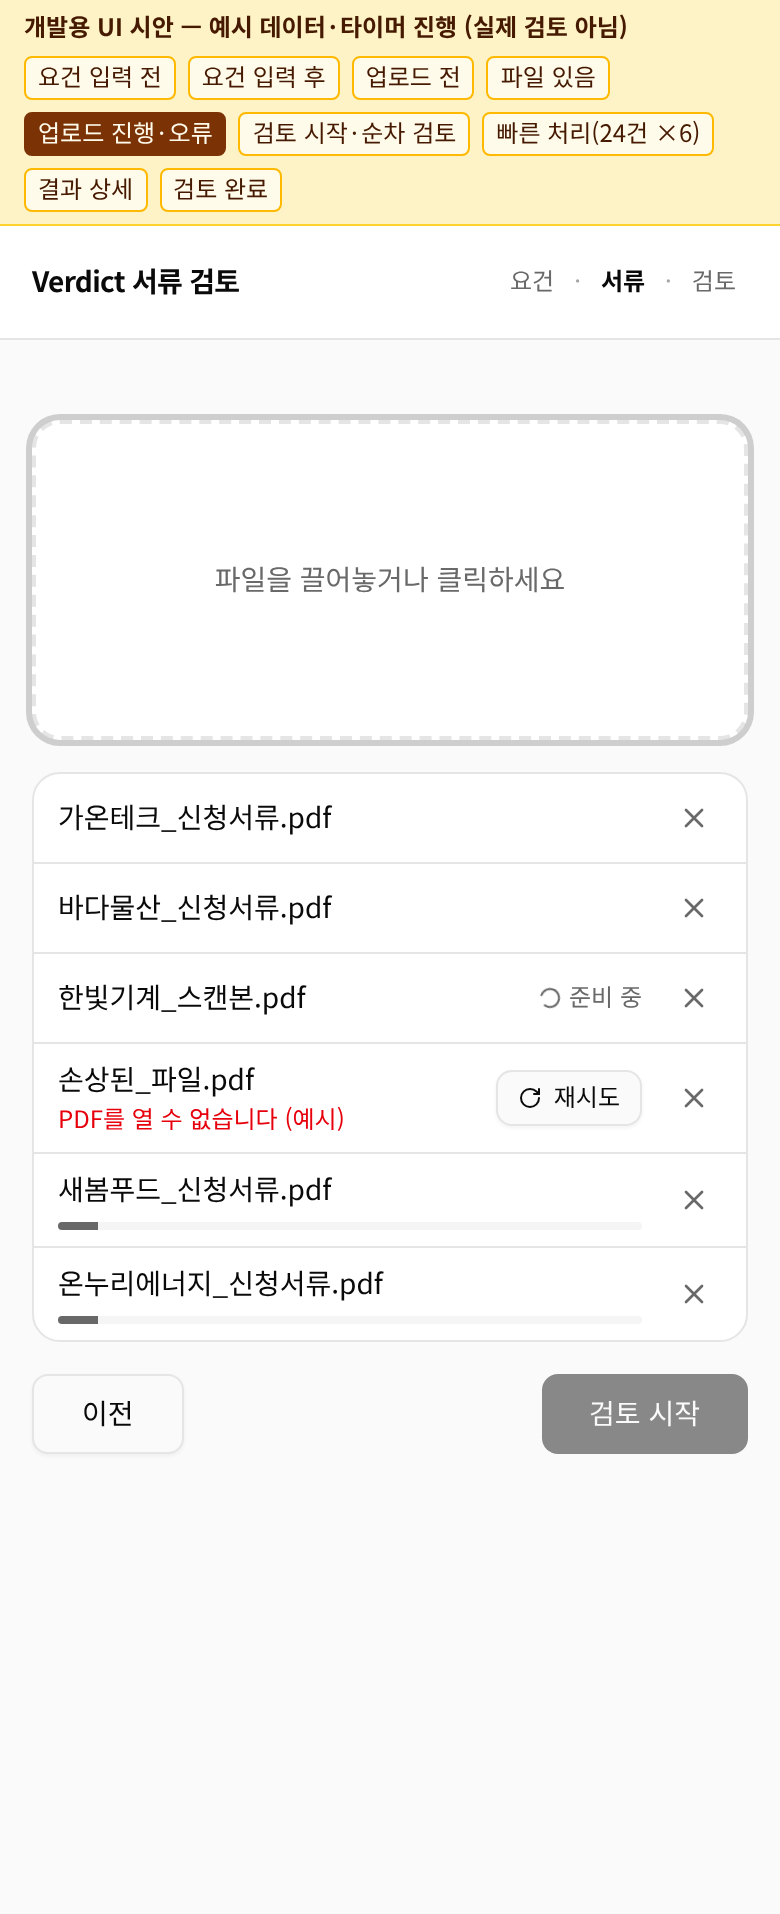 개발용 UI 시안 — 예시 데이터·타이머 진행 (실제 검토 아님)
요건 입력 전 요건 입력 후 업로드 전 파일 있음
업로드 진행·오류 검토 시작·순차 검토 빠른 처리(24건 ×6)
결과 상세 검토 완료
Verdict 서류 검토 요건 · 서류 · 검토
파일을 끌어놓거나 클릭하세요
가온테크_신청서류.pdf
바다물산_신청서류.pdf
한빛기계_스캔본.pdf 준비 중
손상된_파일.pdf
PDF를 열 수 없습니다 (예시) 재시도
새봄푸드_신청서류.pdf
온누리에너지_신청서류.pdf
이전 검토 시작